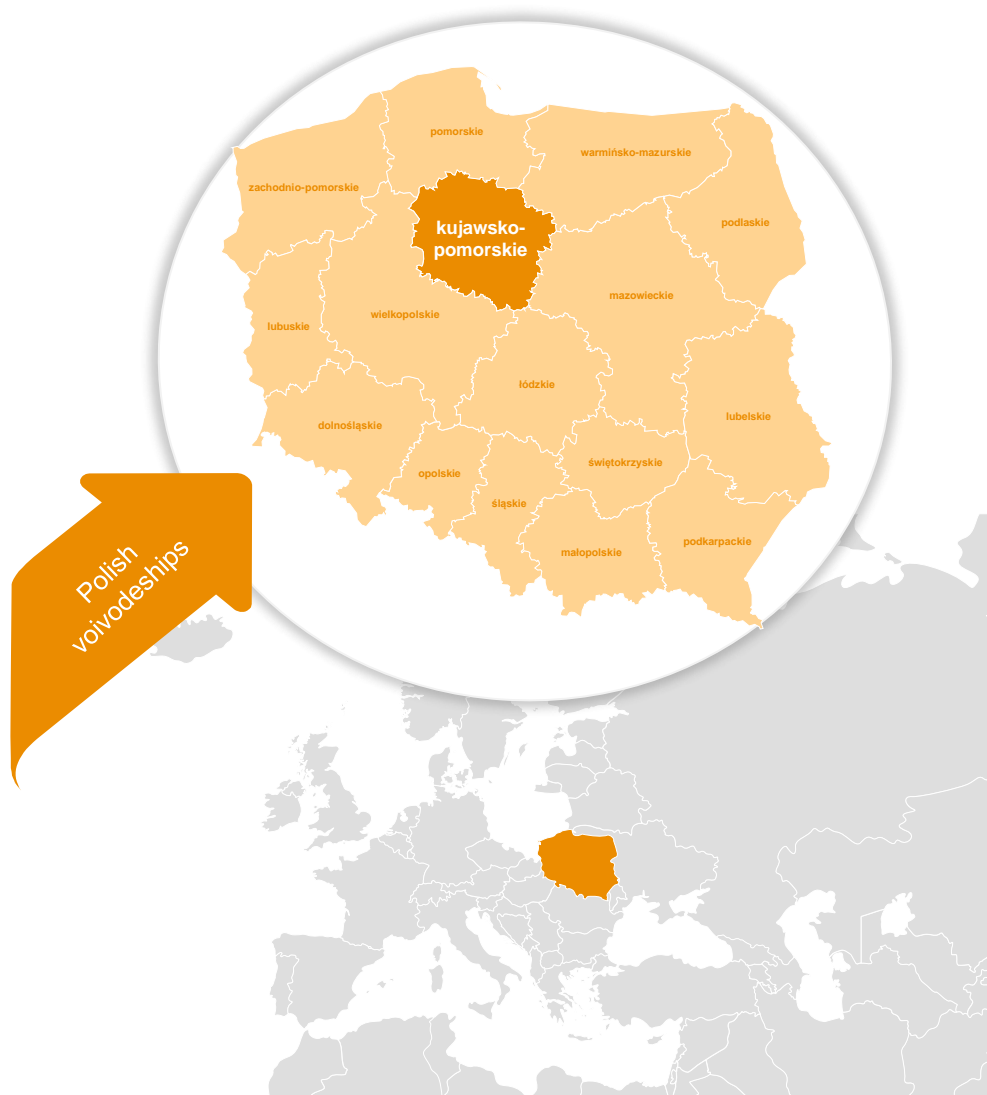 pomorskie
warmińsko-mazurskie
zachodnio-pomorskie
podlaskie
kujawsko-
pomorskie
mazowieckie
wielkopolskie
lubuskie
łódzkie
lubelskie
dolnośląskie
świętokrzyskie
opolskie
śląskie
podkarpackie
małopolskie
Polish
voivodeships